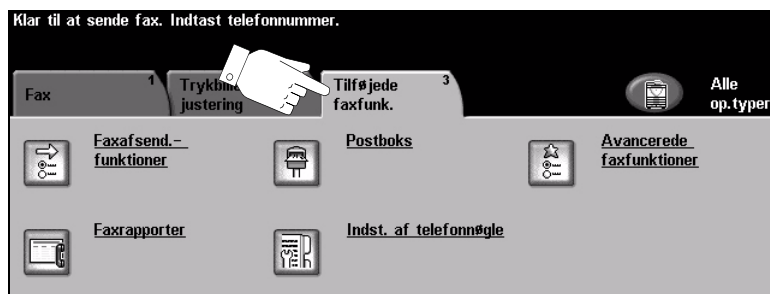 Klar til at sende fax. Indtast telefonnummer.
Fax
1
justering
Tilføjede
faxfunk.
3
Alle
op.typer
Faxafsend.-
funktioner
Postboks
Avancerede
faxfunktioner
Faxrapporter
Indst. af telefonnøgle